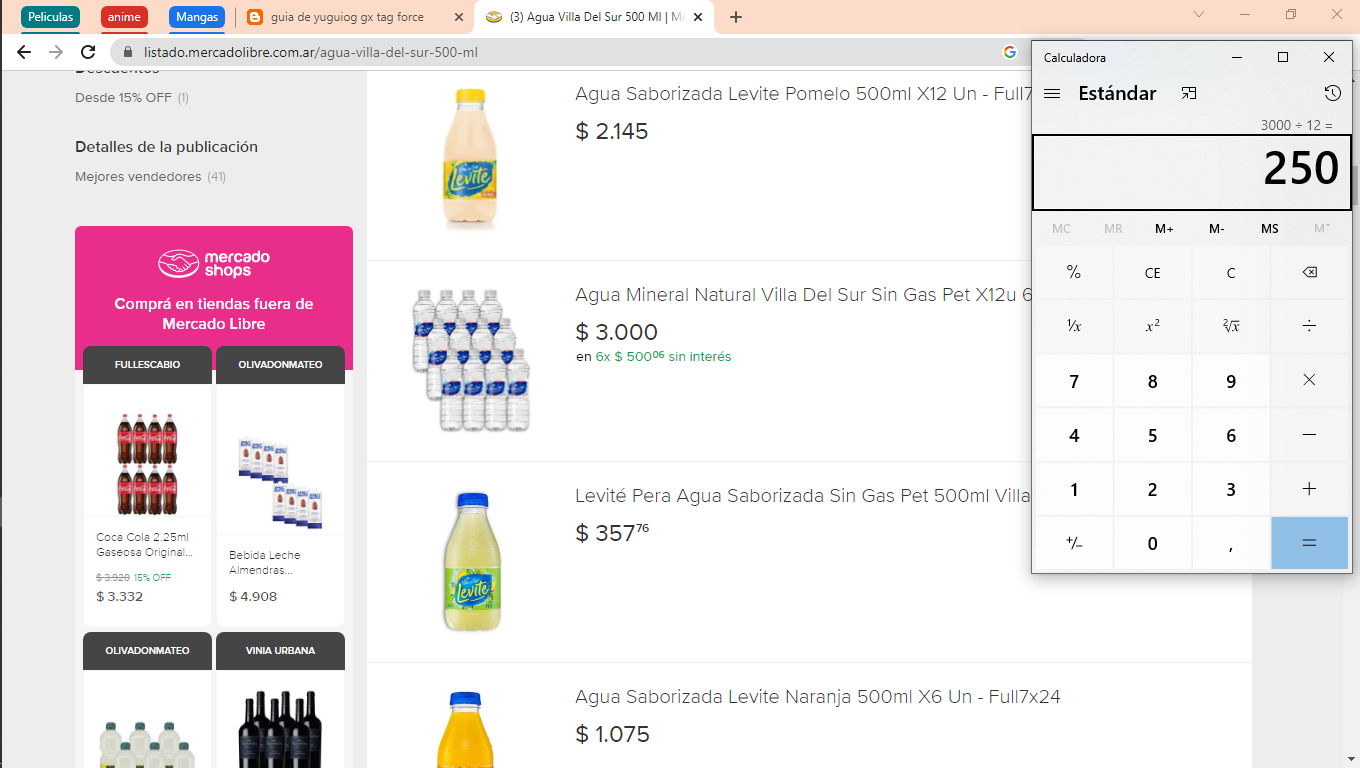 Peliculas
anime
Mangas
guia de yuguiog gx tag force
(3) Agua Villa Del Sur 500 Ml | M
listado.mercadolibre.com.ar/agua-villa-del-sur-500-ml
Descuentos
Desde 15% OFF (1)
Detalles de la publicación
Mejores vendedores (41)
mercado
shops
Comprá en tiendas fuera de
Mercado Libre
FULLESCABIO
OLIVADONMATEO
Coca Cola 2.25ml
Gaseosa Original...
$ 3.920 15% OFF
$ 3.332
Bebida Leche
Almendras...
$ 4.908
OLIVADONMATEO
VINIA URBANA
Agua Saborizada Levite Pomelo 500ml X12 Un - Full7
$ 2.145
Levité
Agua Mineral Natural Villa Del Sur Sin Gas Pet X12u 6
$ 3.000
en 6x $ 500⁰⁶ sin interés
Levité Pera Agua Saborizada Sin Gas Pet 500ml Villa
$ 357⁷⁶
Levité
Agua Saborizada Levite Naranja 500ml X6 Un - Full7x24
$ 1.075
Calculadora
Estándar
3000 ÷ 12 =
250
MC MR M+ M- MS M˅
% CE C
¹/x x² ²√x ÷
7 8 9 ×
4 5 6 −
1 2 3 +
+/− 0 , =